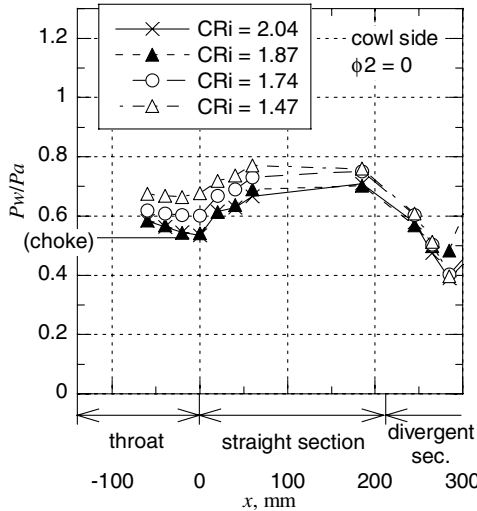 CRi = 2.04
CRi = 1.87
CRi = 1.74
CRi = 1.47
cowl side
ϕ2 = 0
Pw/Pa
1.2
1
0.8
0.6
(choke)
0.4
0.2
0
throat
straight section
divergent
sec.
-100 0 100 200 300
x, mm